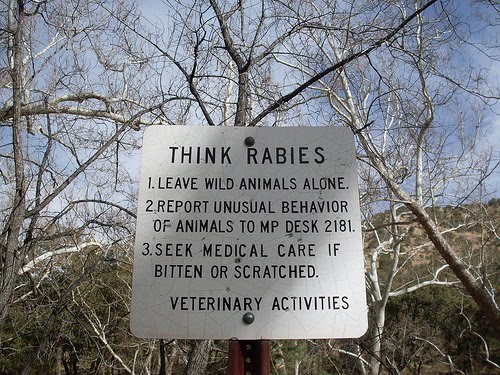 THINK RABIES
1. LEAVE WILD ANIMALS ALONE.
2. REPORT UNUSUAL BEHAVIOR
OF ANIMALS TO MP DESK 2181.
3. SEEK MEDICAL CARE IF
BITTEN OR SCRATCHED.
VETERINARY ACTIVITIES